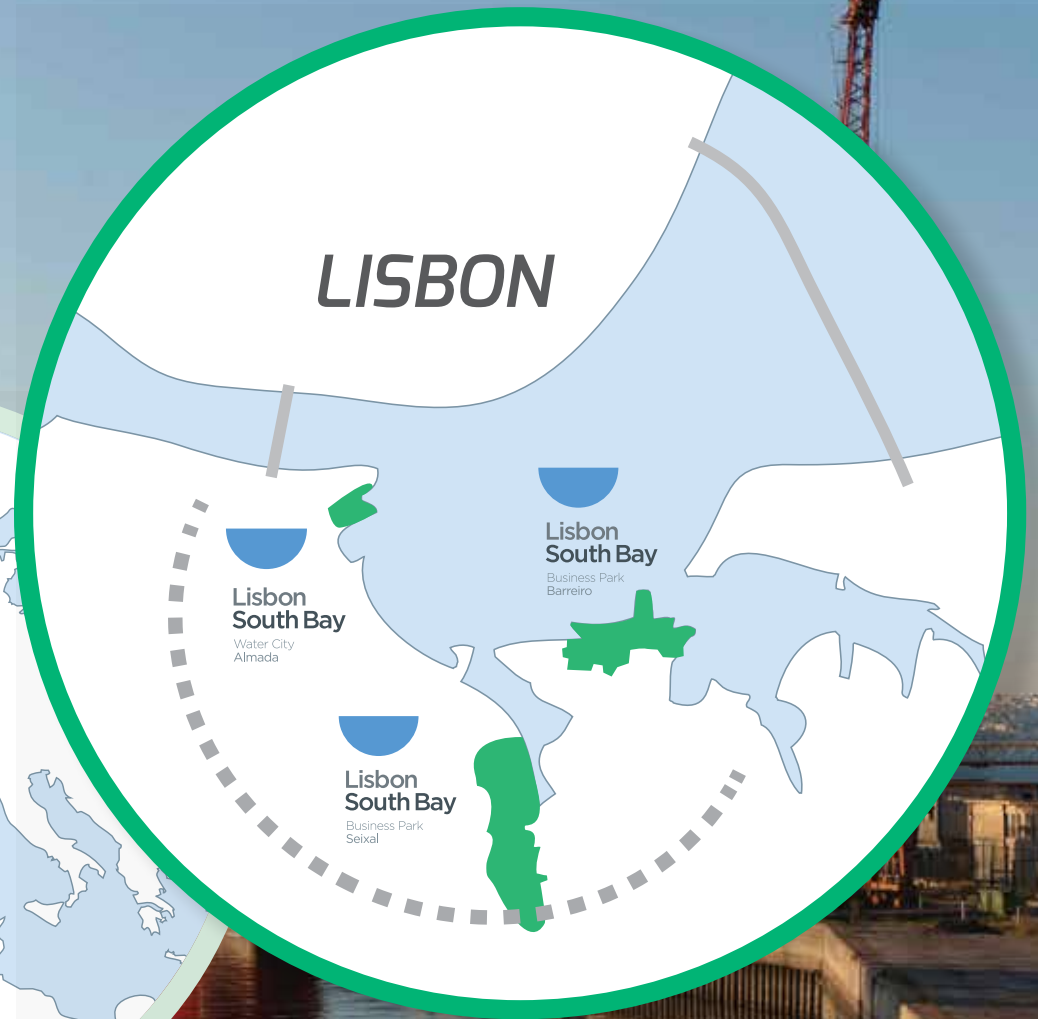 LISBON
Lisbon
South Bay
Business Park
Barreiro
Lisbon
South Bay
Water City
Almada
Lisbon
South Bay
Business Park
Seixal